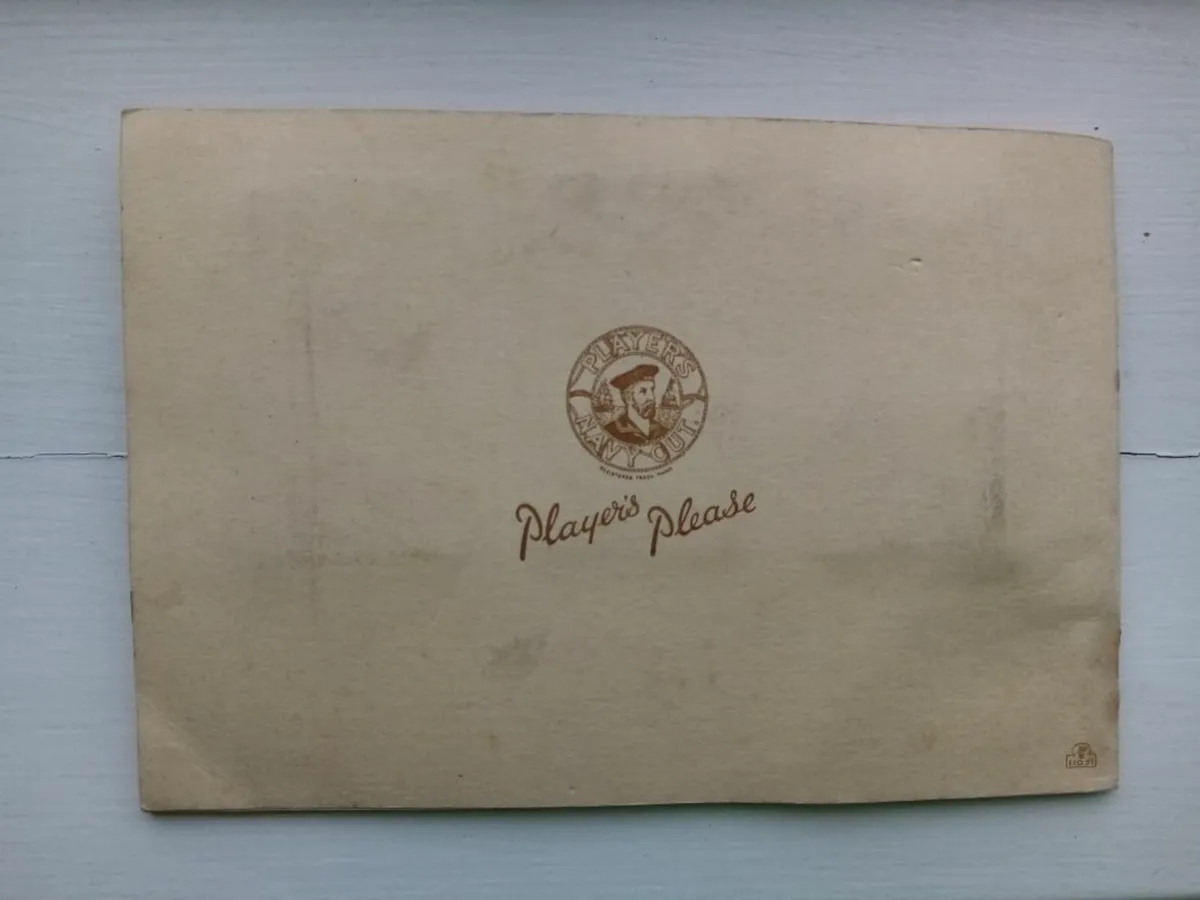 PLAYER'S
NAVY CUT.
REGISTERED TRADE MARK
Player's Please